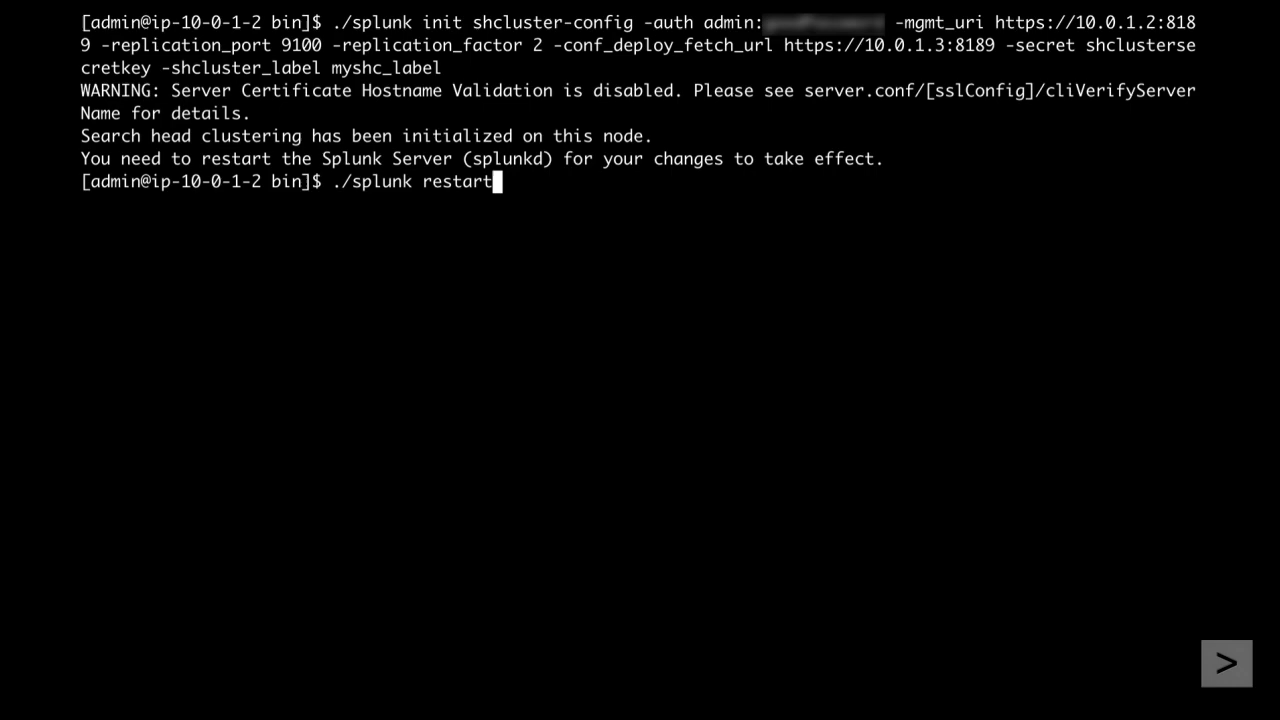 [admin@ip-10-0-1-2 bin]$ ./splunk init shcluster-config -auth admin: -mgmt_uri https://10.0.1.2:818
9 -replication_port 9100 -replication_factor 2 -conf_deploy_fetch_url https://10.0.1.3:8189 -secret shclusterse
cretkey -shcluster_label myshc_label
WARNING: Server Certificate Hostname Validation is disabled. Please see server.conf/[sslConfig]/cliVerifyServer
Name for details.
Search head clustering has been initialized on this node.
You need to restart the Splunk Server (splunkd) for your changes to take effect.
[admin@ip-10-0-1-2 bin]$ ./splunk restart
>